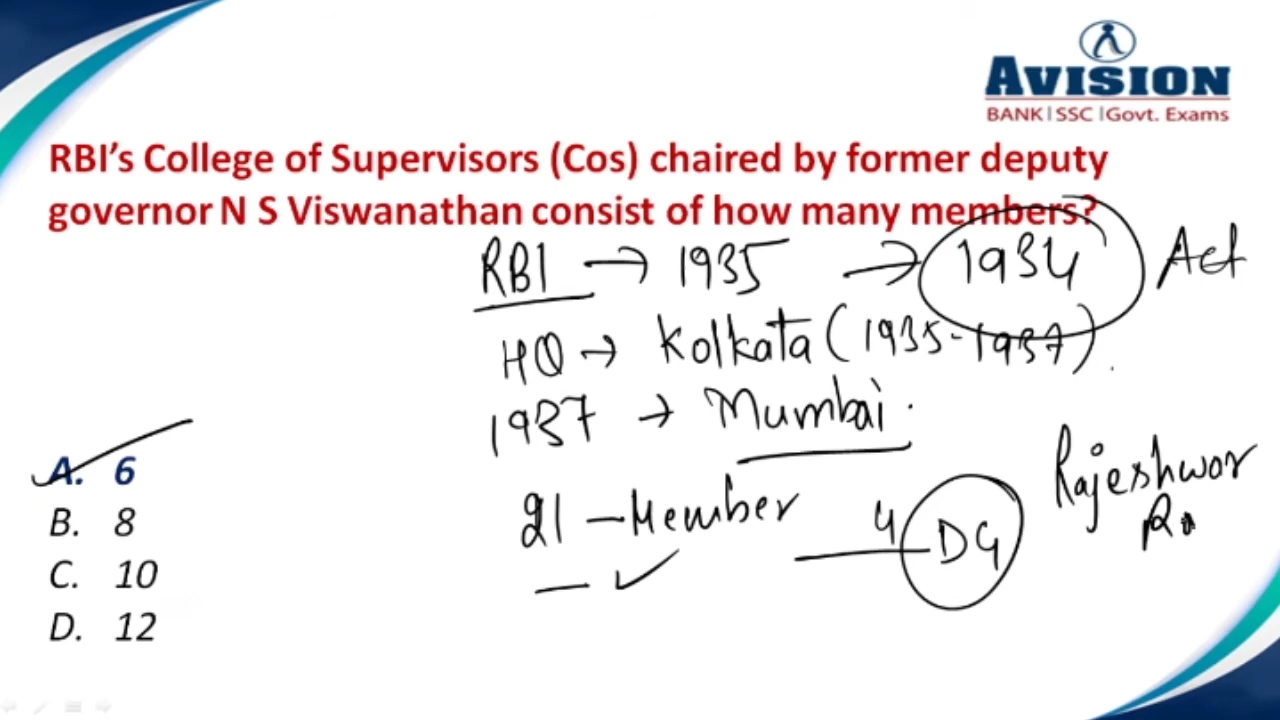 AVISION
BANK|SSC|Govt. Exams
RBI's College of Supervisors (Cos) chaired by former deputy
governor N S Viswanathan consist of how many members?
RBI → 1935 → 1934 Act
HQ → Kolkata (1935-1937).
1937 → Mumbai.
21 - Member 4 DG
Rajeshwar
A. 6
B. 8
C. 10
D. 12